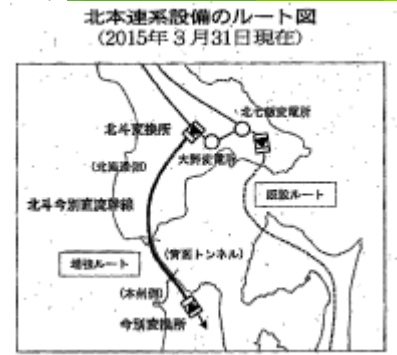 北本連系設備のルート図
(2015年3月31日現在)
北七飯変電所
北斗変換所
大野変電所
(北海道側)
既設ルート
北斗今別直流幹線
(青函トンネル)
増強ルート
(本州側)
今別変換所